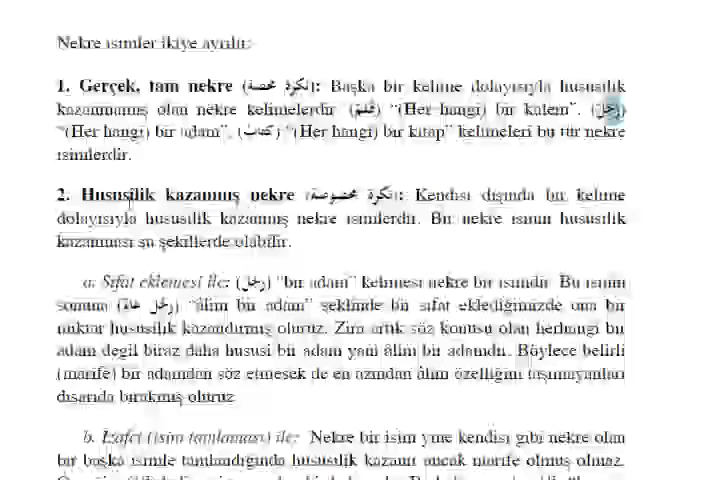 Nekre isimler ikiye ayrılır:
1. Gerçek, tam nekre (نكرة محضة): Başka bir kelime dolayısıyla hususilik
kazanmamış olan nekre kelimelerdir. (قلم) “(Her hangi) bir kalem”, (رجل)
“(Her hangi) bir adam”, (كتاب) “(Her hangi) bir kitap” kelimeleri bu tür nekre
isimlerdir.
2. Hususilik kazanmış nekre (نكرة مخصوصة): Kendisi dışında bir kelime
dolayısıyla hususilik kazanmış nekre isimlerdir. Bir nekre ismin hususilik
kazanması şu şekillerde olabilir.
a. Sıfat eklemesi ile: (رجل) “bir adam” kelimesi nekre bir isimdir. Bu ismin
sonuna (رجل عالم) “âlim bir adam” şeklinde bir sıfat eklediğimizde ona bir
miktar hususilik kazandırmış oluruz. Zira artık söz konusu olan herhangi bir
adam değil biraz daha hususi bir adam yani âlim bir adamdır. Böylece belirli
(marife) bir adamdan söz etmesek de en azından âlim özelliğini taşımayanları
dışarıda bırakmış oluruz.
b. İzafet (isim tamlaması) ile: Nekre bir isim yine kendisi gibi nekre olan
bir başka isimle tamlandığında hususilik kazanır ancak marife olmuş olmaz.